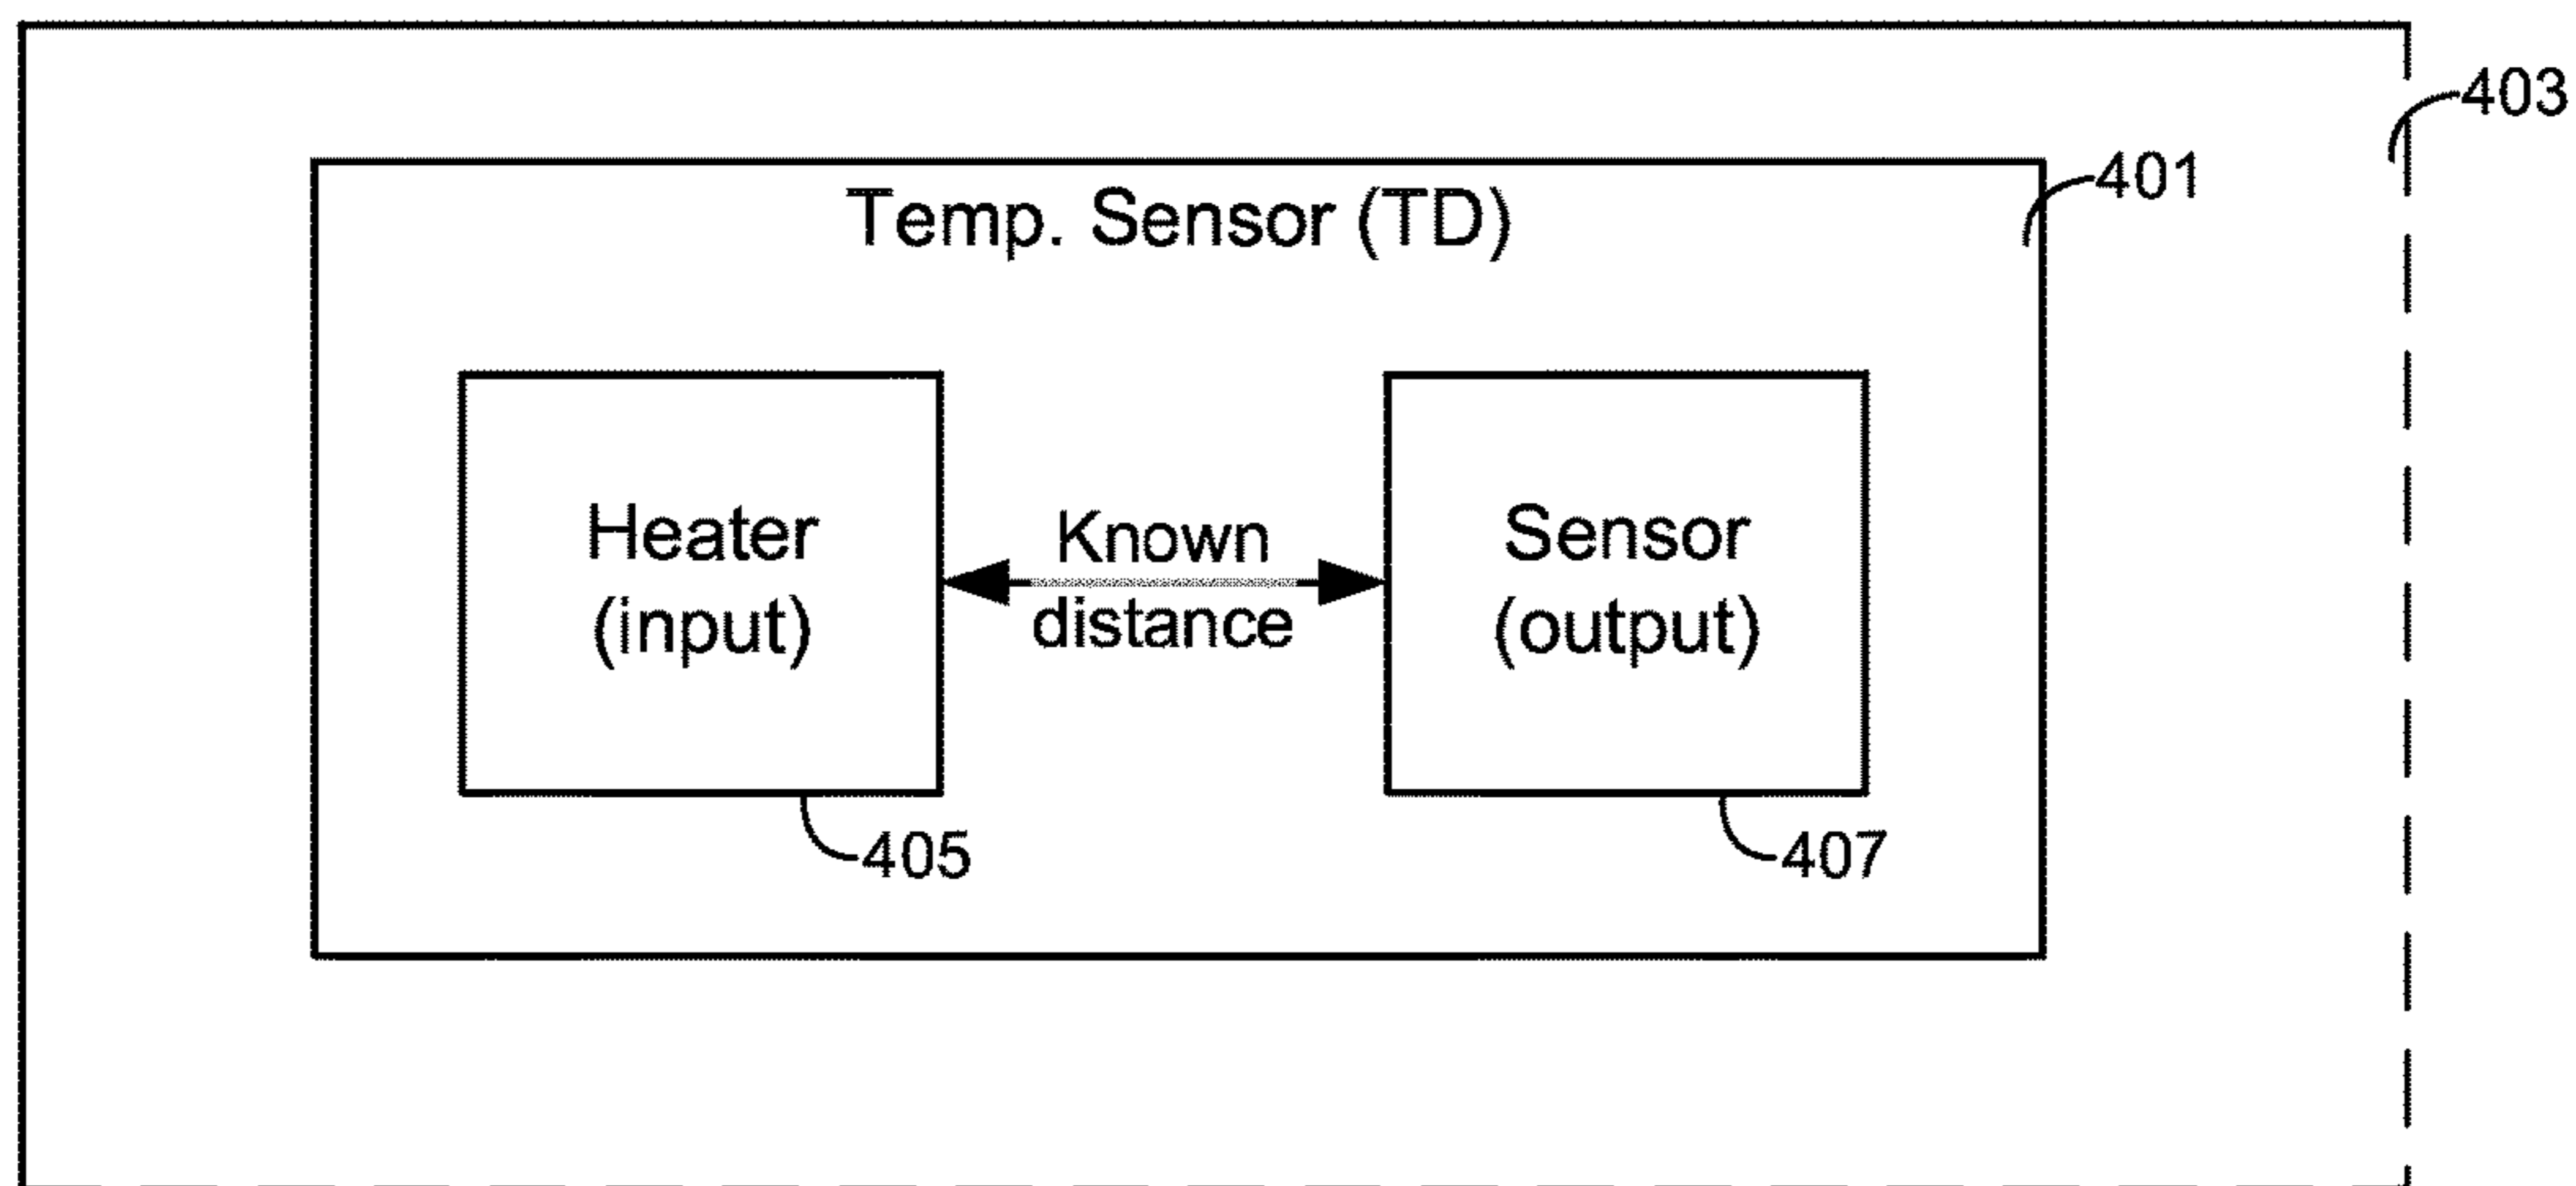 403
401
Temp. Sensor (TD)
Heater
(input)
Known
distance
Sensor
(output)
405
407